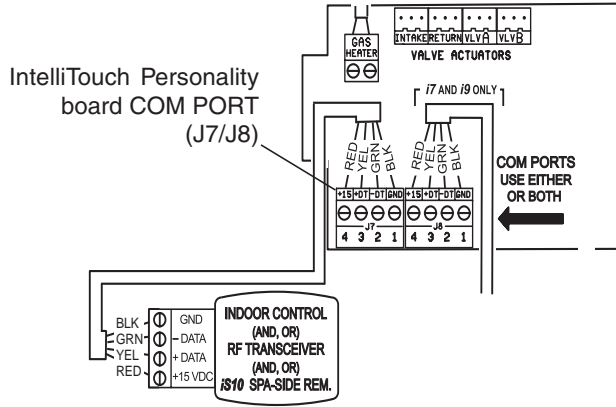 GAS
HEATER
INTAKE RETURN VLV A VLV B
VALVE ACTUATORS
IntelliTouch Personality
board COM PORT
(J7/J8)
i7 AND i9 ONLY
RED YEL GRN BLK
RED YEL GRN BLK
COM PORTS
USE EITHER
OR BOTH
+15 +DT -DT GND
+15 +DT -DT GND
J7
J8
4 3 2 1
4 3 2 1
BLK GND
GRN – DATA
YEL + DATA
RED +15 VDC
INDOOR CONTROL
(AND, OR)
RF TRANSCEIVER
(AND, OR)
iS10 SPA-SIDE REM.